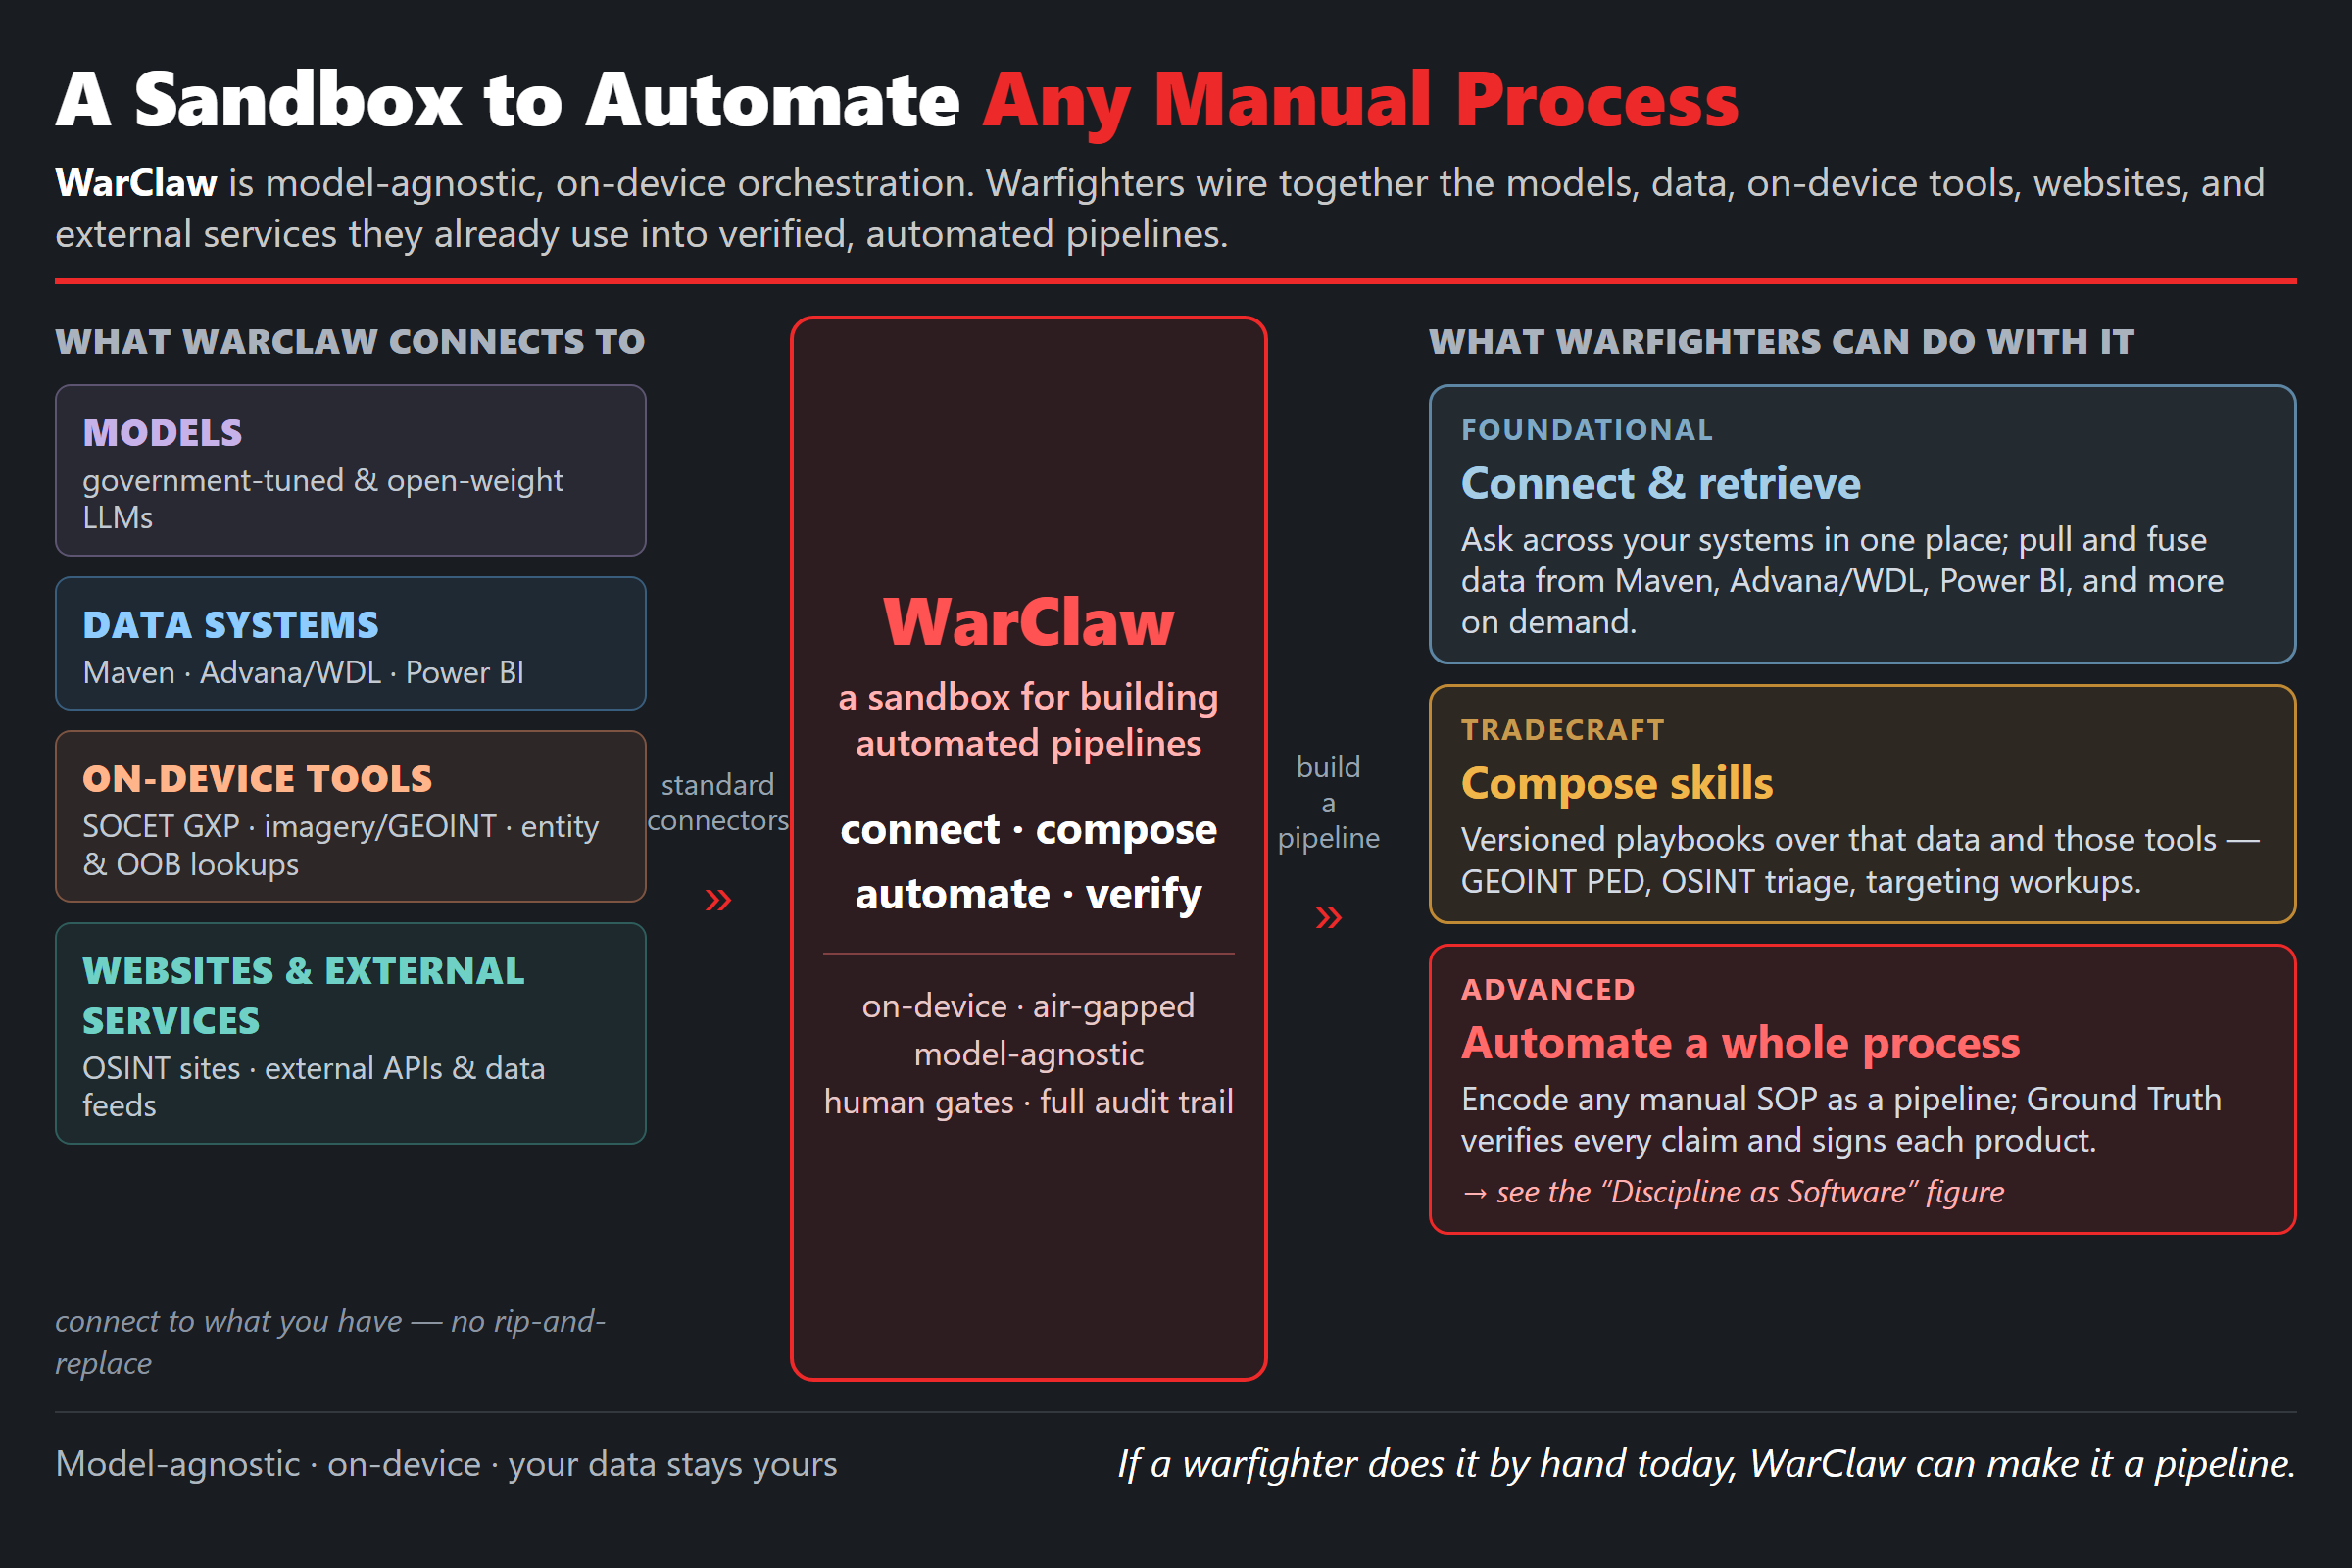 A Sandbox to Automate Any Manual Process
WarClaw is model-agnostic, on-device orchestration. Warfighters wire together the models, data, on-device tools, websites, and
external services they already use into verified, automated pipelines.
WHAT WARCLAW CONNECTS TO
MODELS
government-tuned & open-weight
LLMs
DATA SYSTEMS
Maven · Advana/WDL · Power BI
ON-DEVICE TOOLS
SOCET GXP · imagery/GEOINT · entity
& OOB lookups
WEBSITES & EXTERNAL
SERVICES
OSINT sites · external APIs & data
feeds
connect to what you have — no rip-and-
replace
standard
connectors
»
WarClaw
a sandbox for building
automated pipelines
connect · compose
automate · verify
on-device · air-gapped
model-agnostic
human gates · full audit trail
build
a
pipeline
»
WHAT WARFIGHTERS CAN DO WITH IT
FOUNDATIONAL
Connect & retrieve
Ask across your systems in one place; pull and fuse
data from Maven, Advana/WDL, Power BI, and more
on demand.
TRADECRAFT
Compose skills
Versioned playbooks over that data and those tools —
GEOINT PED, OSINT triage, targeting workups.
ADVANCED
Automate a whole process
Encode any manual SOP as a pipeline; Ground Truth
verifies every claim and signs each product.
→ see the “Discipline as Software” figure
Model-agnostic · on-device · your data stays yours
If a warfighter does it by hand today, WarClaw can make it a pipeline.